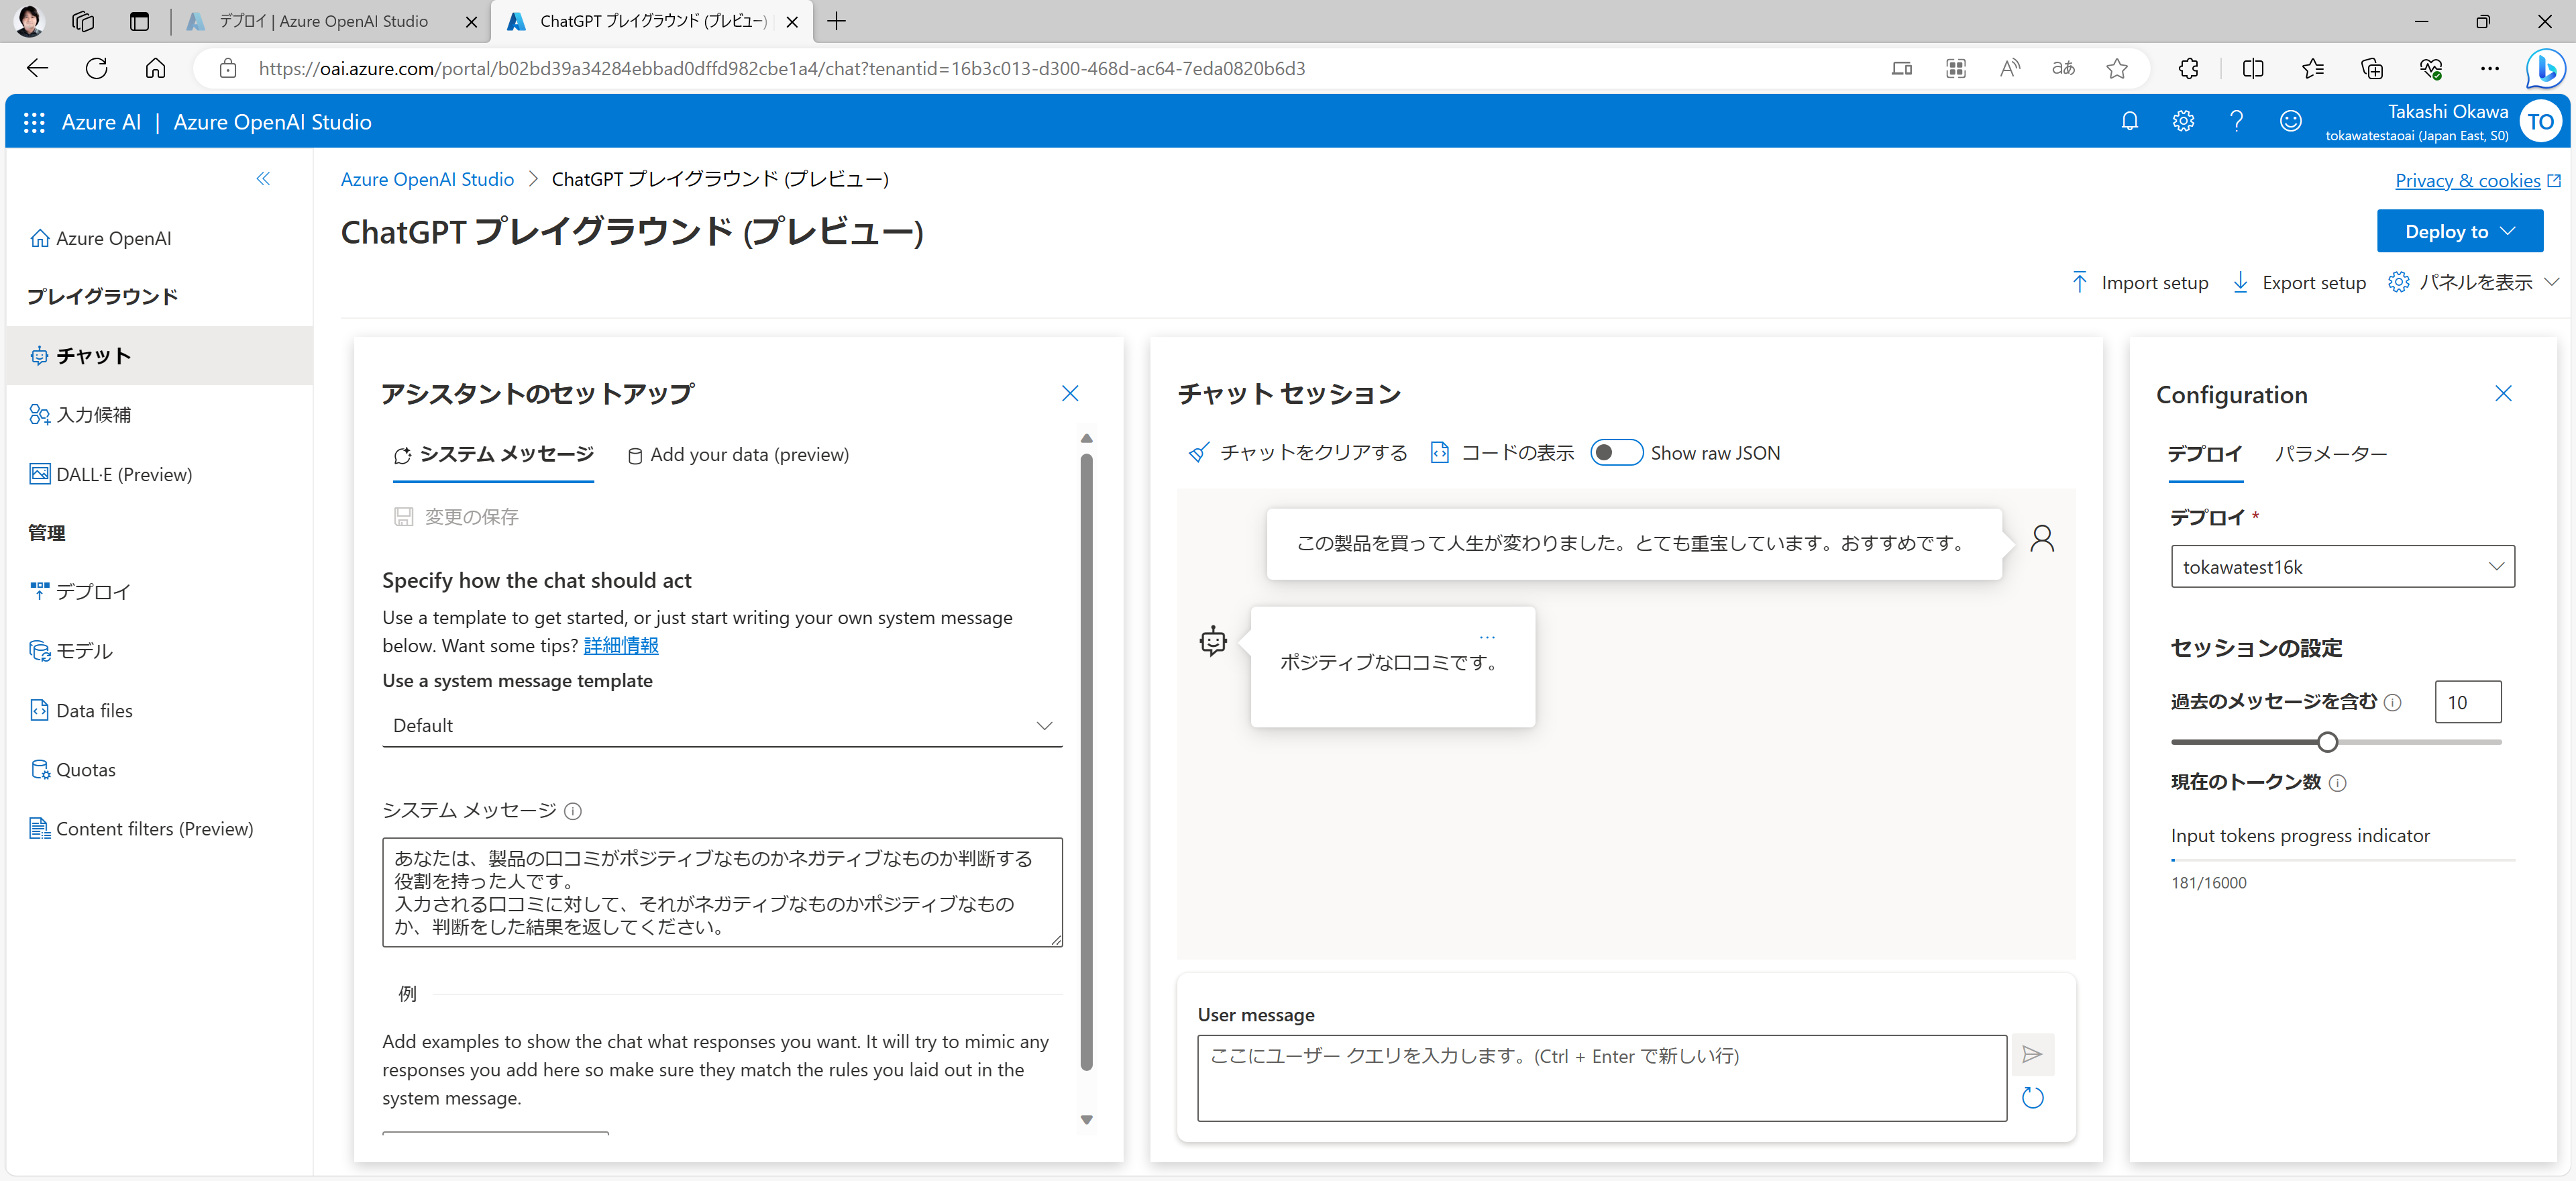 デプロイ | Azure OpenAI Studio
ChatGPT プレイグラウンド (プレビュー)
https://oai.azure.com/portal/b02bd39a34284ebbad0dffd982cbe1a4/chat?tenantid=16b3c013-d300-468d-ac64-7eda0820b6d3
Azure AI | Azure OpenAI Studio
Takashi Okawa
tokawatestaoai (Japan East, S0)
TO
Azure OpenAI
プレイグラウンド
チャット
入力候補
DALL·E (Preview)
管理
デプロイ
モデル
Data files
Quotas
Content filters (Preview)
Azure OpenAI Studio > ChatGPT プレイグラウンド (プレビュー)
Privacy & cookies
ChatGPT プレイグラウンド (プレビュー)
Deploy to
Import setup
Export setup
パネルを表示
アシスタントのセットアップ
システム メッセージ
Add your data (preview)
変更の保存
Specify how the chat should act
Use a template to get started, or just start writing your own system message
below. Want some tips? 詳細情報
Use a system message template
Default
システム メッセージ
あなたは、製品の口コミがポジティブなものかネガティブなものか判断する
役割を持った人です。
入力される口コミに対して、それがネガティブなものかポジティブなもの
か、判断をした結果を返してください。
例
Add examples to show the chat what responses you want. It will try to mimic any
responses you add here so make sure they match the rules you laid out in the
system message.
チャット セッション
チャットをクリアする
コードの表示
Show raw JSON
この製品を買って人生が変わりました。とても重宝しています。おすすめです。
...
ポジティブな口コミです。
User message
ここにユーザー クエリを入力します。(Ctrl + Enter で新しい行)
Configuration
デプロイ
パラメーター
デプロイ *
tokawatest16k
セッションの設定
過去のメッセージを含む
10
現在のトークン数
Input tokens progress indicator
181/16000